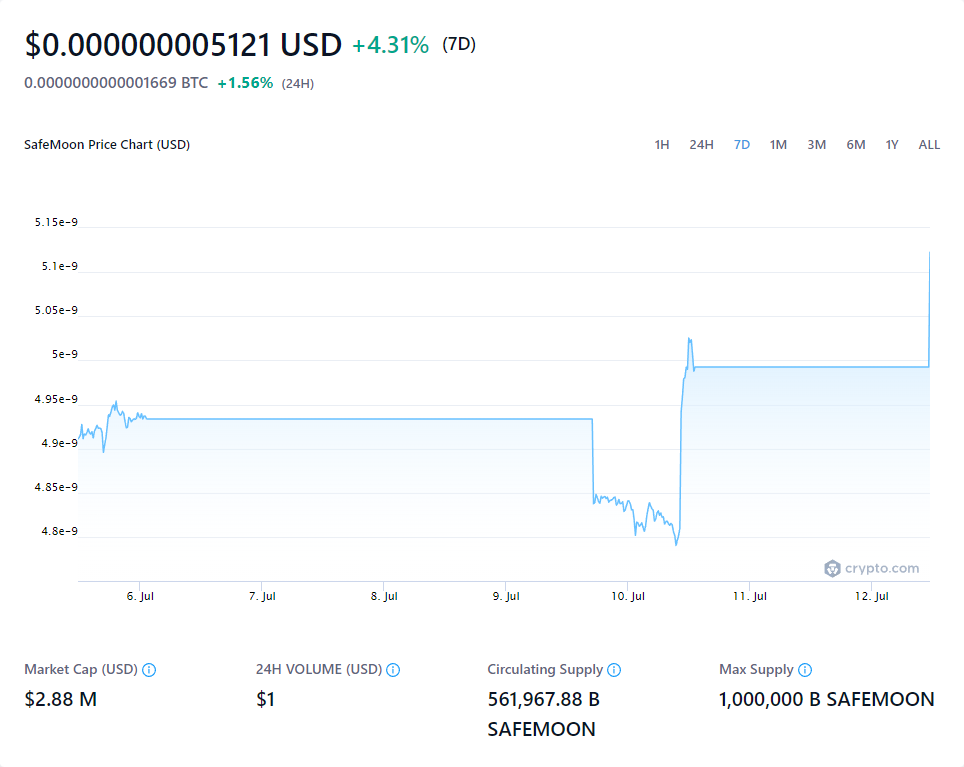 $0.000000005121 USD +4.31% (7D)
0.0000000000001669 BTC +1.56% (24H)
SafeMoon Price Chart (USD) 1H 24H 7D 1M 3M 6M 1Y ALL
5.15e-9
5.1e-9
5.05e-9
5e-9
4.95e-9
4.9e-9
4.85e-9
4.8e-9
crypto.com
6. Jul 7. Jul 8. Jul 9. Jul 10. Jul 11. Jul 12. Jul
Market Cap (USD) 24H VOLUME (USD) Circulating Supply Max Supply
$2.88 M $1 561,967.88 B 1,000,000 B SAFEMOON
SAFEMOON